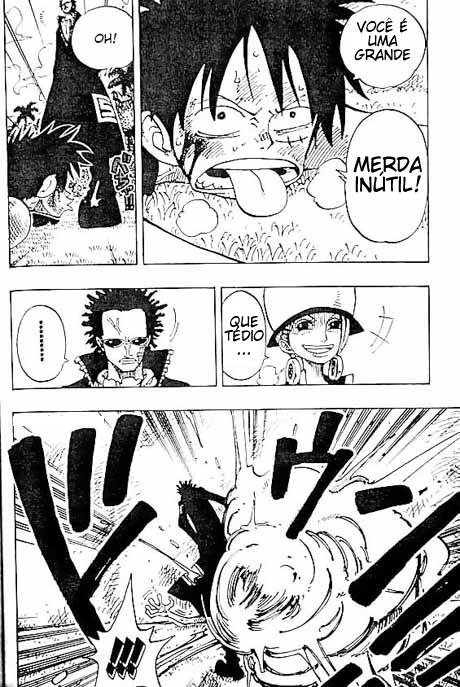 VOCÊ É
UMA
GRANDE
MERDA
INÚTIL!
OH!
QUE
TÉDIO
...
........
!!!